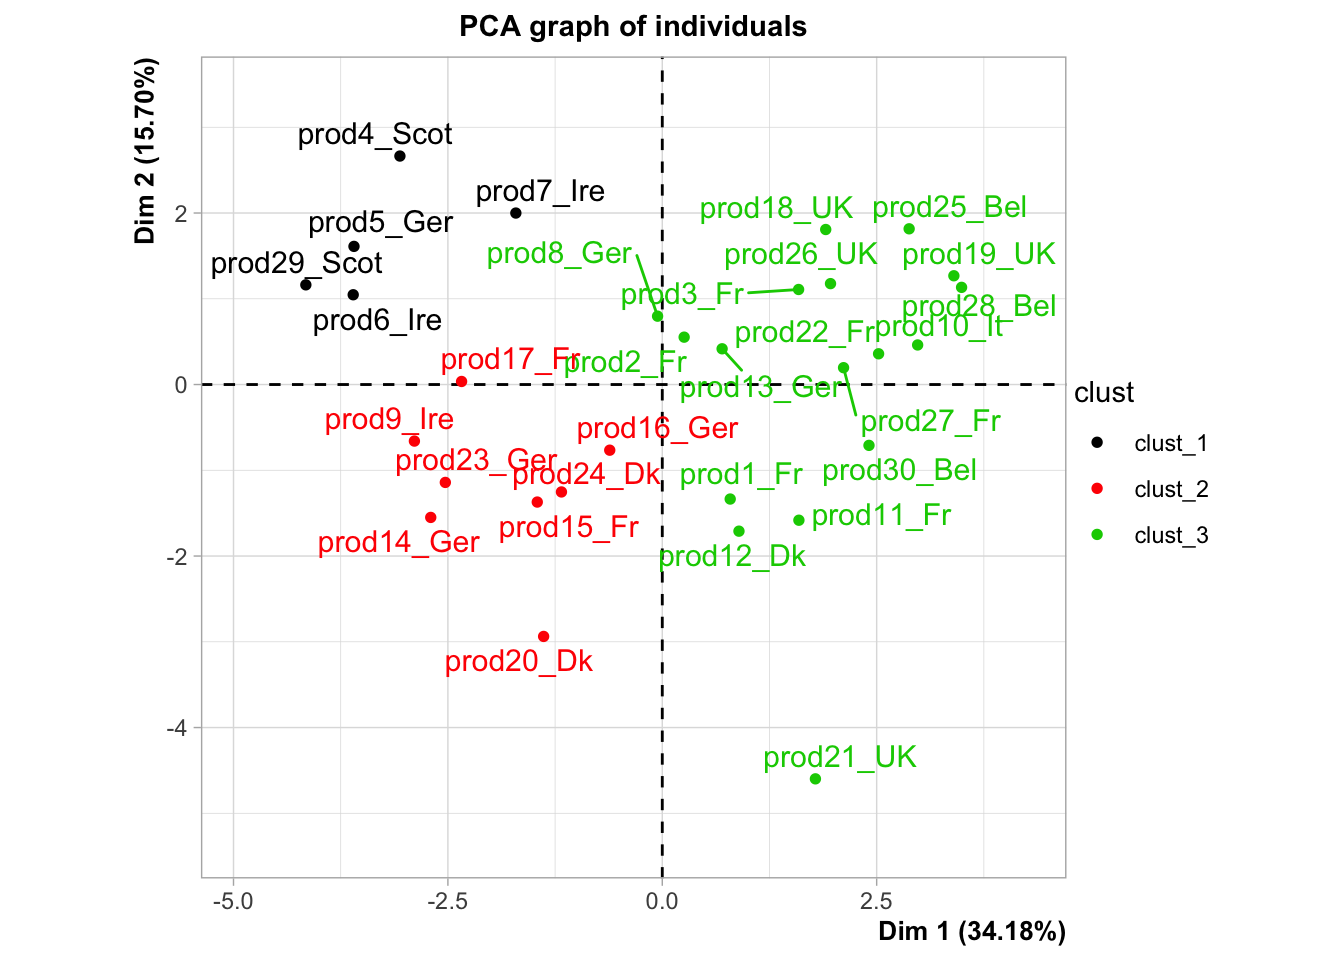 PCA graph of individuals
Dim 2 (15.70%)
prod4_Scot
prod7_Ire
prod5_Ger
prod29_Scot
prod6_Ire
prod18_UK
prod25_Bel
prod8_Ger
prod26_UK
prod19_UK
prod3_Fr
prod28_Bel
prod22_Fr
prod10_It
prod17_Fr
prod2_Fr
prod13_Ger
prod9_Ire
prod16_Ger
prod27_Fr
prod23_Ger
prod24_Dk
prod1_Fr
prod30_Bel
prod15_Fr
prod11_Fr
prod14_Ger
prod12_Dk
prod20_Dk
prod21_UK
2
0
-2
-4
-5.0
-2.5
0.0
2.5
Dim 1 (34.18%)
clust
clust_1
clust_2
clust_3